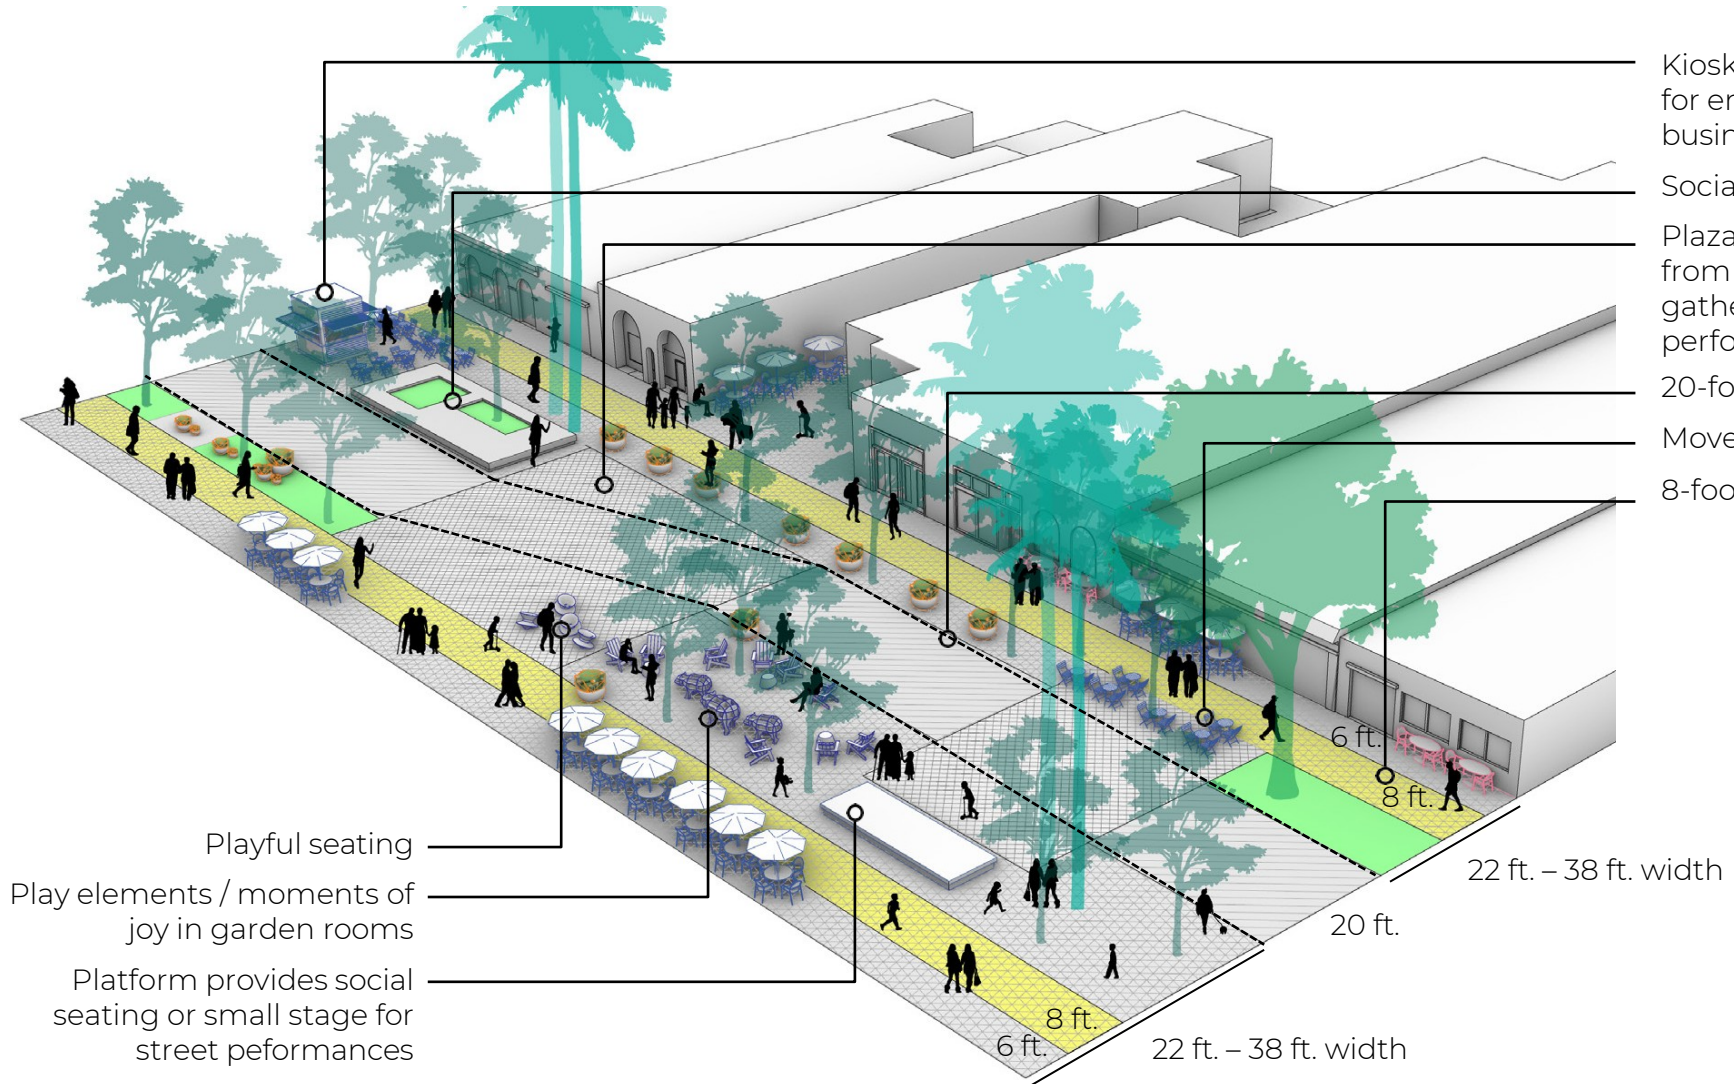 Kiosk
for
busin
Social
Plaza
from
gathe
perfo
20-fo
Move
8-foo
6 ft.
8 ft.
22 ft. – 38 ft. width
20 ft.
Playful seating
Play elements / moments of
joy in garden rooms
Platform provides social
seating or small stage for
street peformances
8 ft.
6 ft.
22 ft. – 38 ft. width